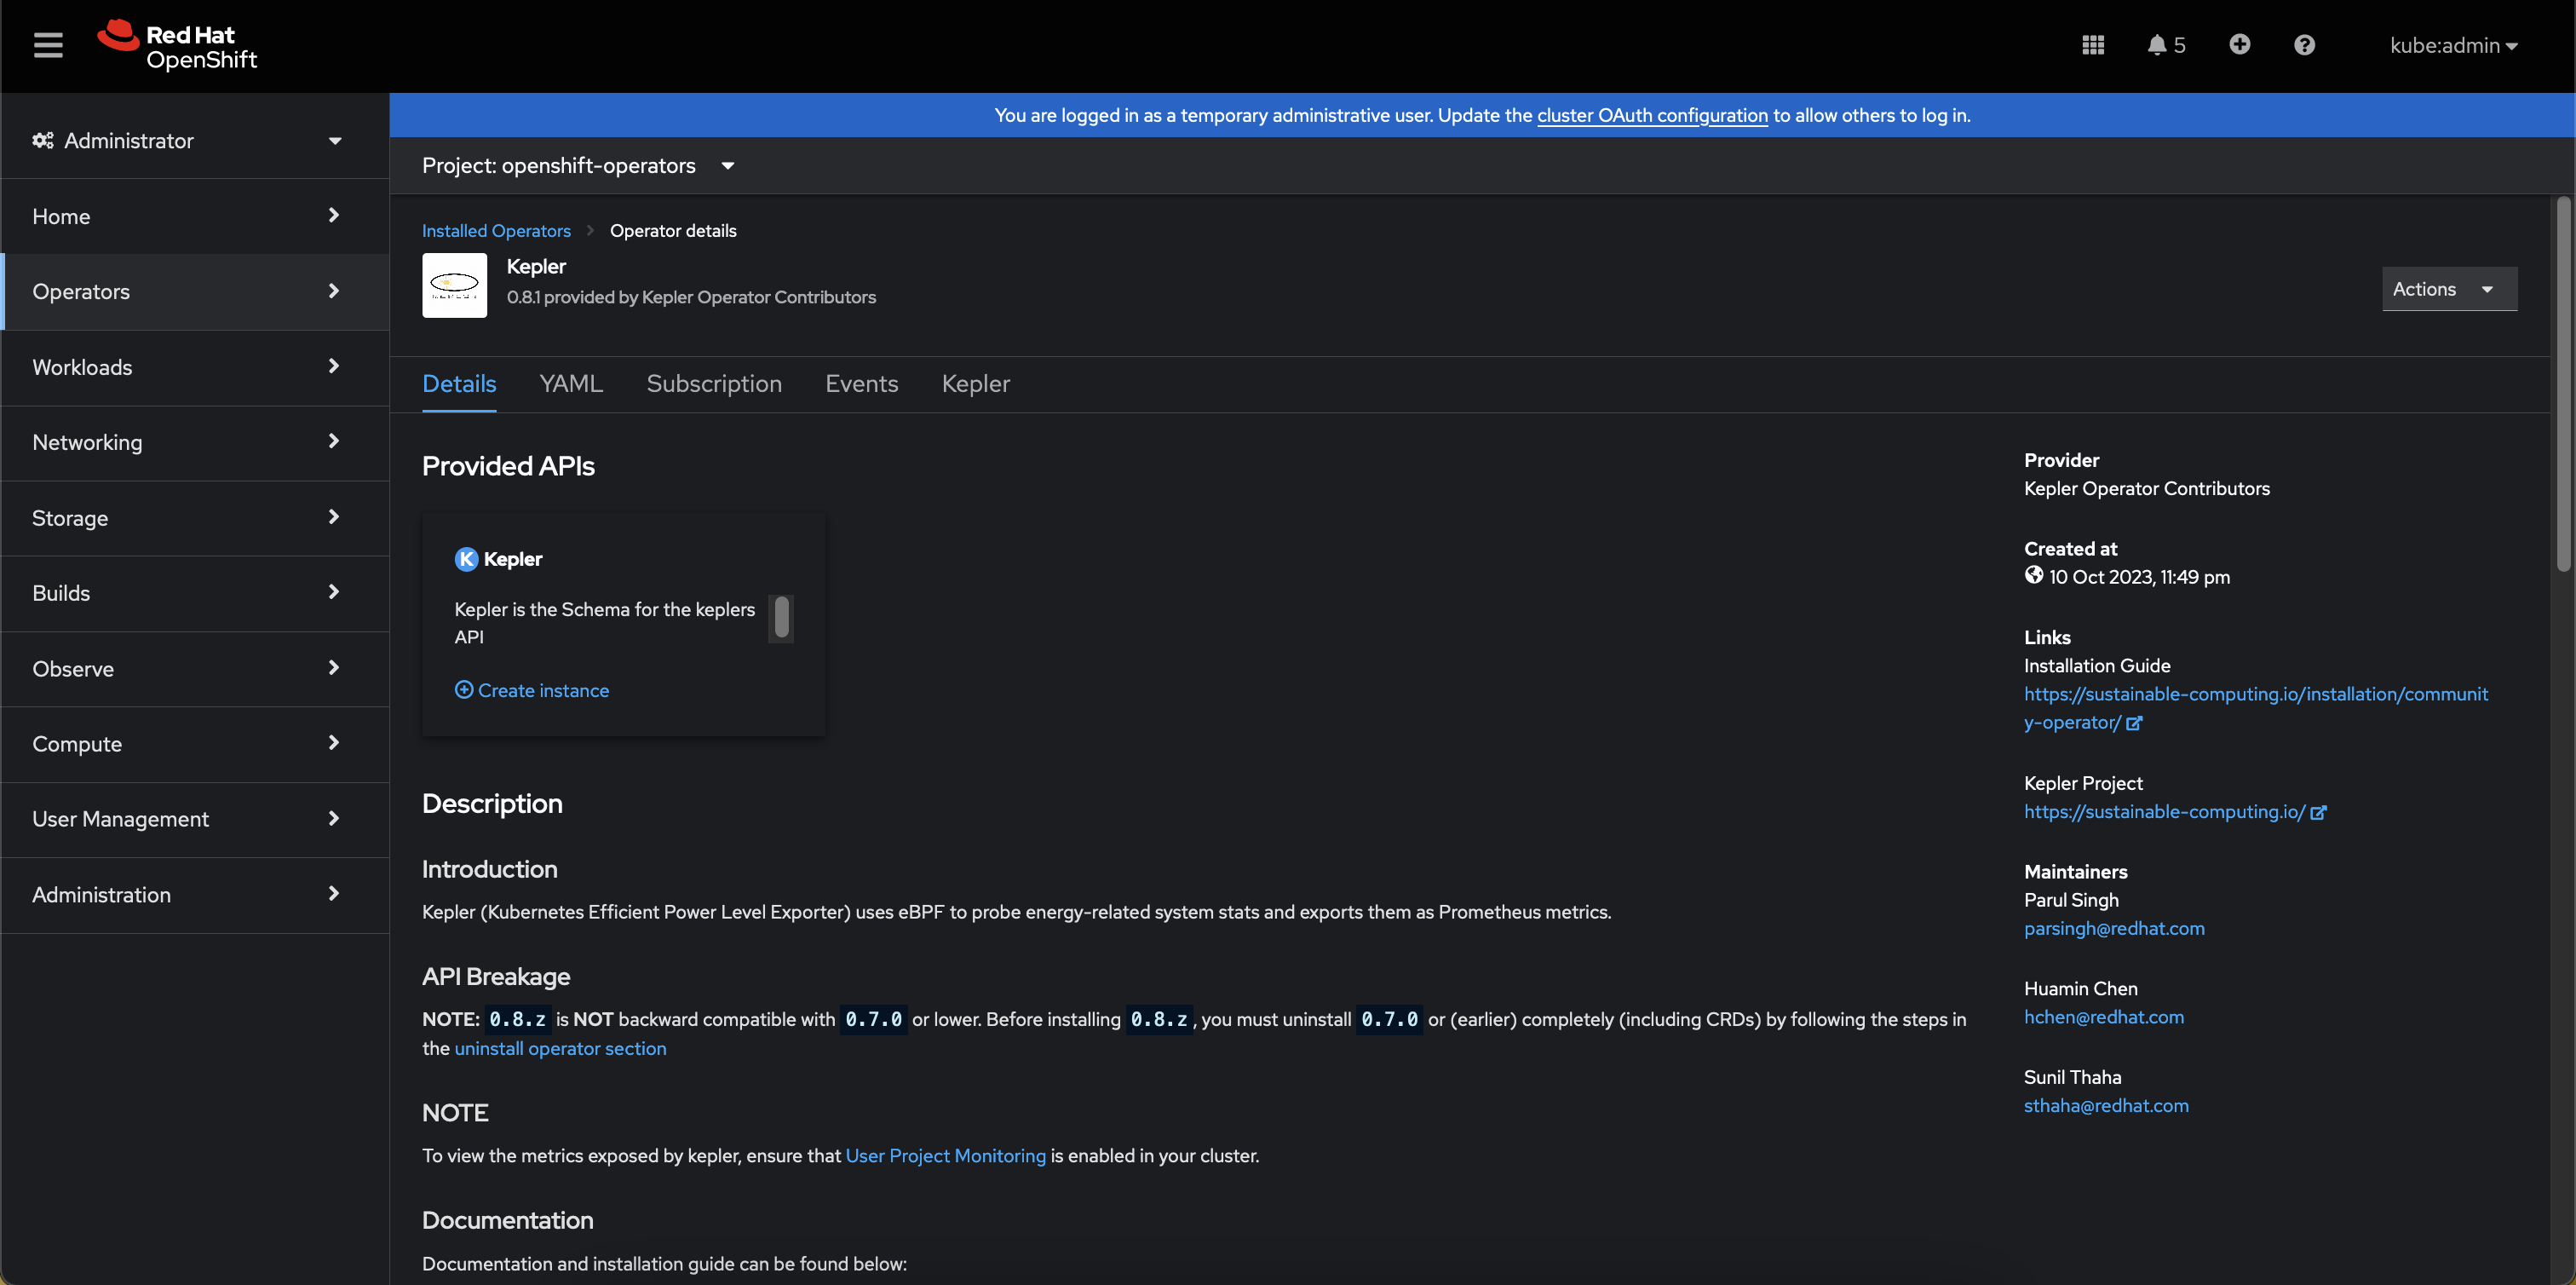 Red Hat
OpenShift
5
kube:admin
Administrator
Home
Operators
Workloads
Networking
Storage
Builds
Observe
Compute
User Management
Administration
You are logged in as a temporary administrative user. Update the cluster OAuth configuration to allow others to log in.
Project: openshift-operators
Installed Operators
Operator details
Kepler
0.8.1 provided by Kepler Operator Contributors
Actions
Details
YAML
Subscription
Events
Kepler
Provided APIs
K Kepler
Kepler is the Schema for the keplers
API
Create instance
Description
Introduction
Kepler (Kubernetes Efficient Power Level Exporter) uses eBPF to probe energy-related system stats and exports them as Prometheus metrics.
API Breakage
NOTE: 0.8.z is NOT backward compatible with 0.7.0 or lower. Before installing 0.8.z, you must uninstall 0.7.0 or (earlier) completely (including CRDs) by following the steps in
the uninstall operator section
NOTE
To view the metrics exposed by kepler, ensure that User Project Monitoring is enabled in your cluster.
Documentation
Documentation and installation guide can be found below:
Provider
Kepler Operator Contributors
Created at
10 Oct 2023, 11:49 pm
Links
Installation Guide
https://sustainable-computing.io/installation/communit
y-operator/
Kepler Project
https://sustainable-computing.io/
Maintainers
Parul Singh
parsingh@redhat.com
Huamin Chen
hchen@redhat.com
Sunil Thaha
sthaha@redhat.com